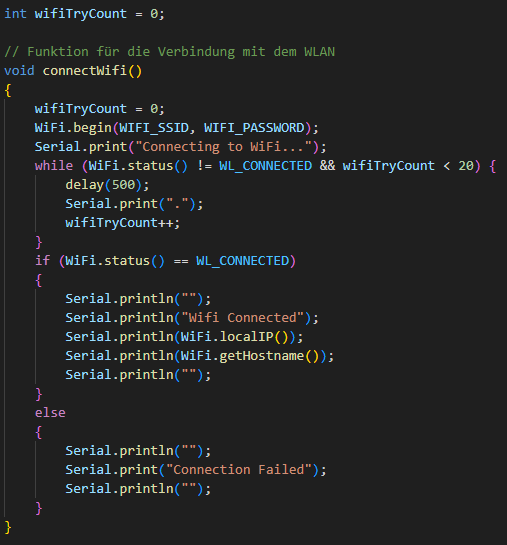 int wifiTryCount = 0;

// Funktion für die Verbindung mit dem WLAN
void connectWifi()
{
    wifiTryCount = 0;
    WiFi.begin(WIFI_SSID, WIFI_PASSWORD);
    Serial.print("Connecting to WiFi...");
    while (WiFi.status() != WL_CONNECTED && wifiTryCount < 20) {
        delay(500);
        Serial.print(".");
        wifiTryCount++;
    }
    if (WiFi.status() == WL_CONNECTED)
    {
        Serial.println("");
        Serial.println("Wifi Connected");
        Serial.println(WiFi.localIP());
        Serial.println(WiFi.getHostname());
        Serial.println("");
    }
    else
    {
        Serial.println("");
        Serial.print("Connection Failed");
        Serial.println("");
    }
}